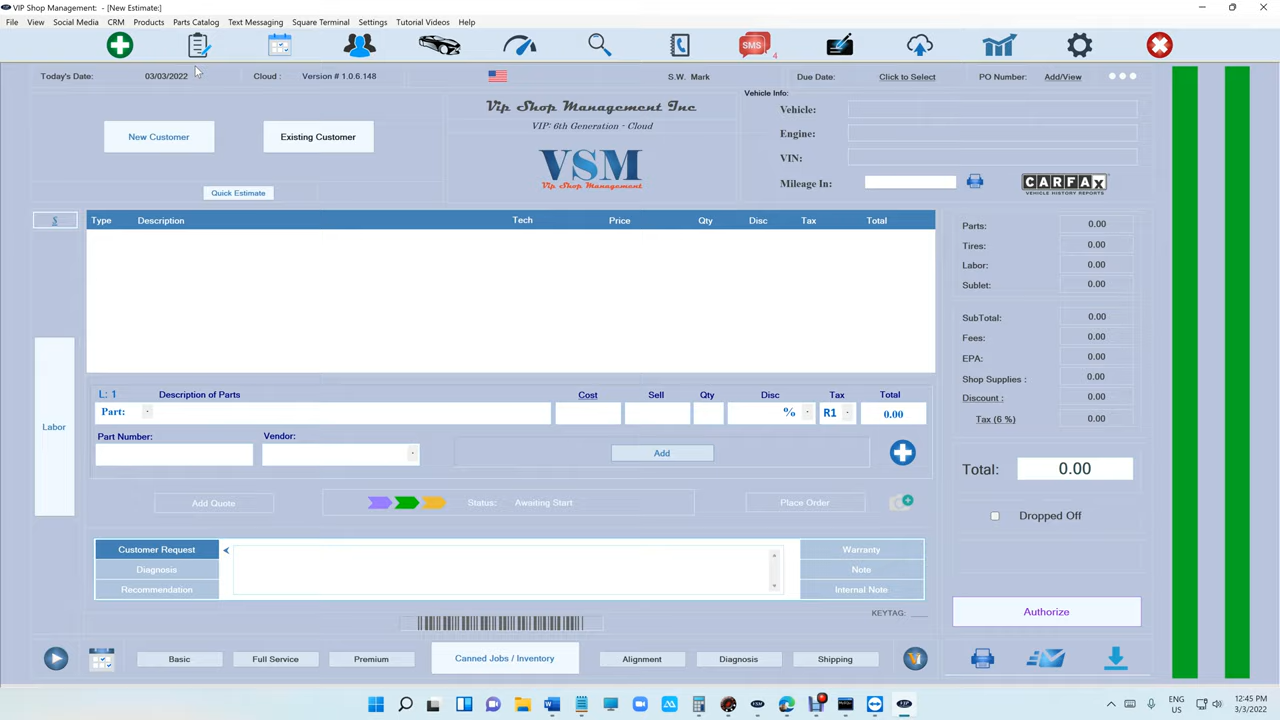 VIP Shop Management: - [New Estimate:]
File View Social Media CRM Products Parts Catalog Text Messaging Square Terminal Settings Tutorial Videos Help
SMS 4
Today's Date: 03/03/2022 Cloud : Version # 1.0.6.148 S.W. Mark Due Date: Click to Select PO Number: Add/View
Vehicle Info:
Vip Shop Management Inc
VIP: 6th Generation - Cloud
VSM
Vip Shop Management
New Customer Existing Customer
Quick Estimate
Vehicle:
Engine:
VIN:
Mileage In:
CARFAX
VEHICLE HISTORY REPORTS
$ Type Description Tech Price Qty Disc Tax Total
Parts: 0.00
Tires: 0.00
Labor: 0.00
Sublet: 0.00
SubTotal: 0.00
Fees: 0.00
EPA: 0.00
Shop Supplies : 0.00
Discount : 0.00
Tax (6 %) 0.00
Total: 0.00
Dropped Off
Authorize
Labor
L: 1 Description of Parts Cost Sell Qty Disc Tax Total
Part: % R1 0.00
Part Number: Vendor:
Add
Add Quote Status: Awaiting Start Place Order
Customer Request
Diagnosis
Recommendation
Warranty
Note
Internal Note
KEYTAG:
Basic Full Service Premium Canned Jobs / Inventory Alignment Diagnosis Shipping
ENG
US
12:45 PM
3/3/2022